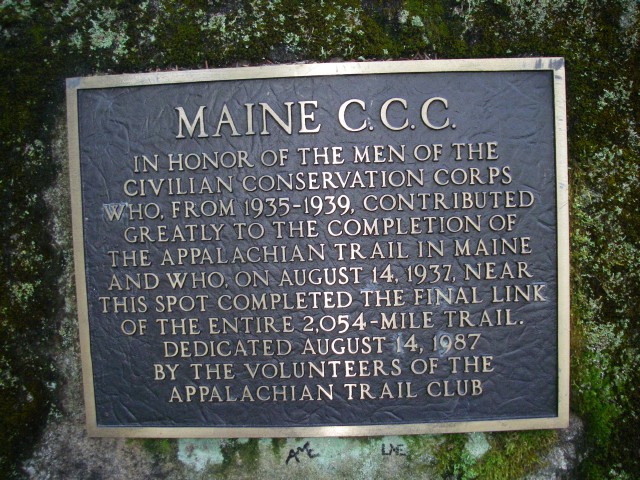 MAINE C.C.C.
IN HONOR OF THE MEN OF THE
CIVILIAN CONSERVATION CORPS
WHO, FROM 1935-1939, CONTRIBUTED
GREATLY TO THE COMPLETION OF
THE APPALACHIAN TRAIL IN MAINE
AND WHO, ON AUGUST 14, 1937, NEAR
THIS SPOT COMPLETED THE FINAL LINK
OF THE ENTIRE 2,054-MILE TRAIL.
DEDICATED AUGUST 14, 1987
BY THE VOLUNTEERS OF THE
APPALACHIAN TRAIL CLUB